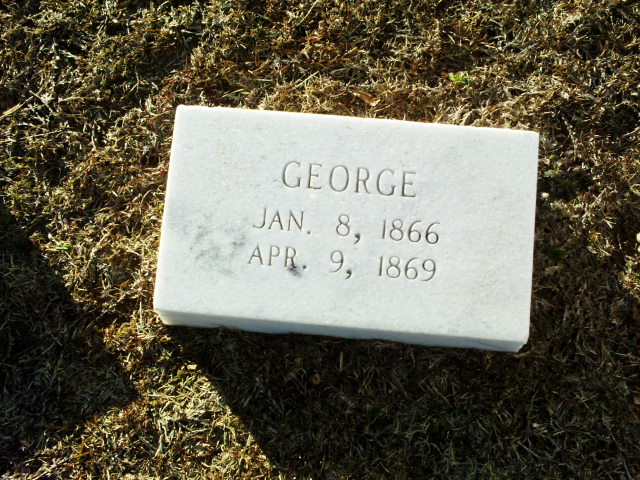 GEORGE
JAN. 8, 1866
APR. 9, 1869